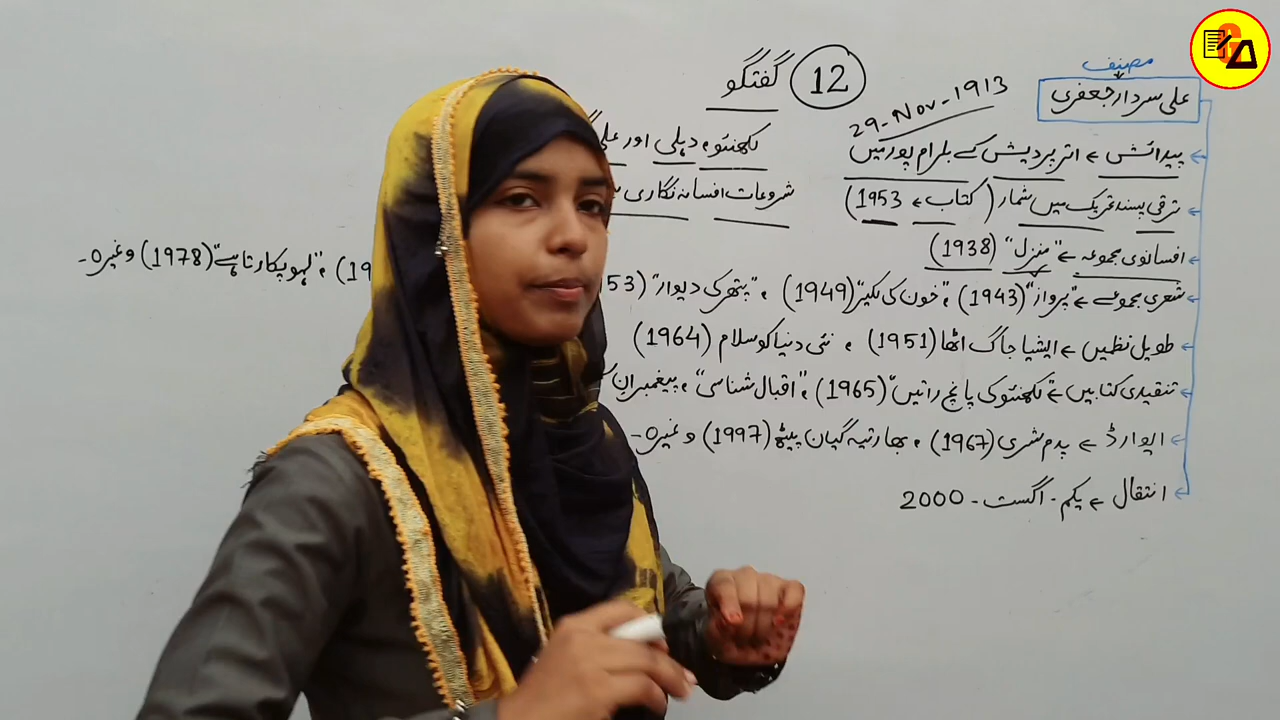 12 گفتگو
مصنف
علی سردار جعفری
29-Nov-1913
پیدائش ← اتر پردیش کے بلرام پور میں لکھنئو، دہلی اور
ترقی پسند تحریک میں شمار (کتاب ← 1953) شروعات افسانہ نگاری
افسانوی مجموعہ ← "منزل" (1938)
شعری مجموعے ← "پرواز" (1943)، "خون کی لکیر" (1949)، "پتھر کی دیوار" (53 ، "لہو پکارتا ہے" (1978) وغیرہ-
طویل نظمیں ← ایشیا جاگ اٹھا (1951) ، نئی دنیا کو سلام (1964)
تنقیدی کتابیں ← "لکھنئو کی پانچ راتیں" (1965)، "اقبال شناسی"، پیغمبران
ایوارڈ ← پدم شری (1967)، بھارتیہ گیان پیٹھ (1997) وغیرہ-
انتقال ← یکم - اگست - 2000